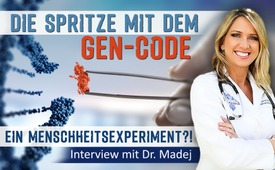 DIE SPRITZE MIT DEM
GEN-CODE
EIN MENSCHHEITSEXPERIMENT?!
Interview mit Dr. Madej